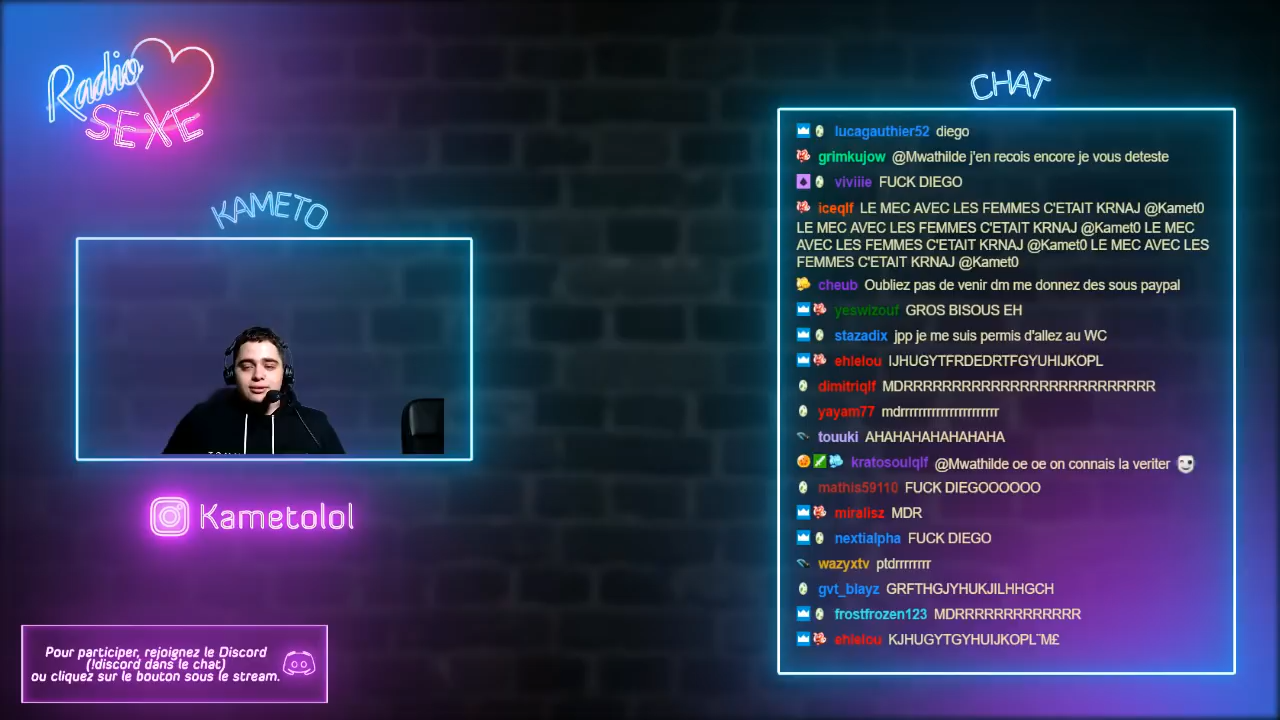 Radio
SEXE
KAMETO
Kametolol
Pour participer, rejoignez le Discord
(!discord dans le chat)
ou cliquez sur le bouton sous le stream.
CHAT
lucagauthier52 diego
grimkujow @Mwathilde j'en recois encore je vous deteste
viviiie FUCK DIEGO
iceqlf LE MEC AVEC LES FEMMES C'ETAIT KRNAJ @Kamet0
LE MEC AVEC LES FEMMES C'ETAIT KRNAJ @Kamet0 LE MEC
AVEC LES FEMMES C'ETAIT KRNAJ @Kamet0 LE MEC AVEC LES
FEMMES C'ETAIT KRNAJ @Kamet0
cheub Oubliez pas de venir dm me donnez des sous paypal
yeswizouf GROS BISOUS EH
stazadix jpp je me suis permis d'allez au WC
ehlelou IJHUGYTFRDEDRTFGYUHIJKOPL
dimitriqlf MDRRRRRRRRRRRRRRRRRRRRRRRRRR
yayam77 mdrrrrrrrrrrrrrrrrrrrrr
touuki AHAHAHAHAHAHAHA
kratosoulqlf @Mwathilde oe oe on connais la veriter
mathis59110 FUCK DIEGOOOOOO
miralisz MDR
nextialpha FUCK DIEGO
wazyxtv ptdrrrrrrrr
gvt_blayz GRFTHGJYHUKJILHHGCH
frostfrozen123 MDRRRRRRRRRRRRR
ehlelou KJHUGYTGYHUIJKOPL¨M£